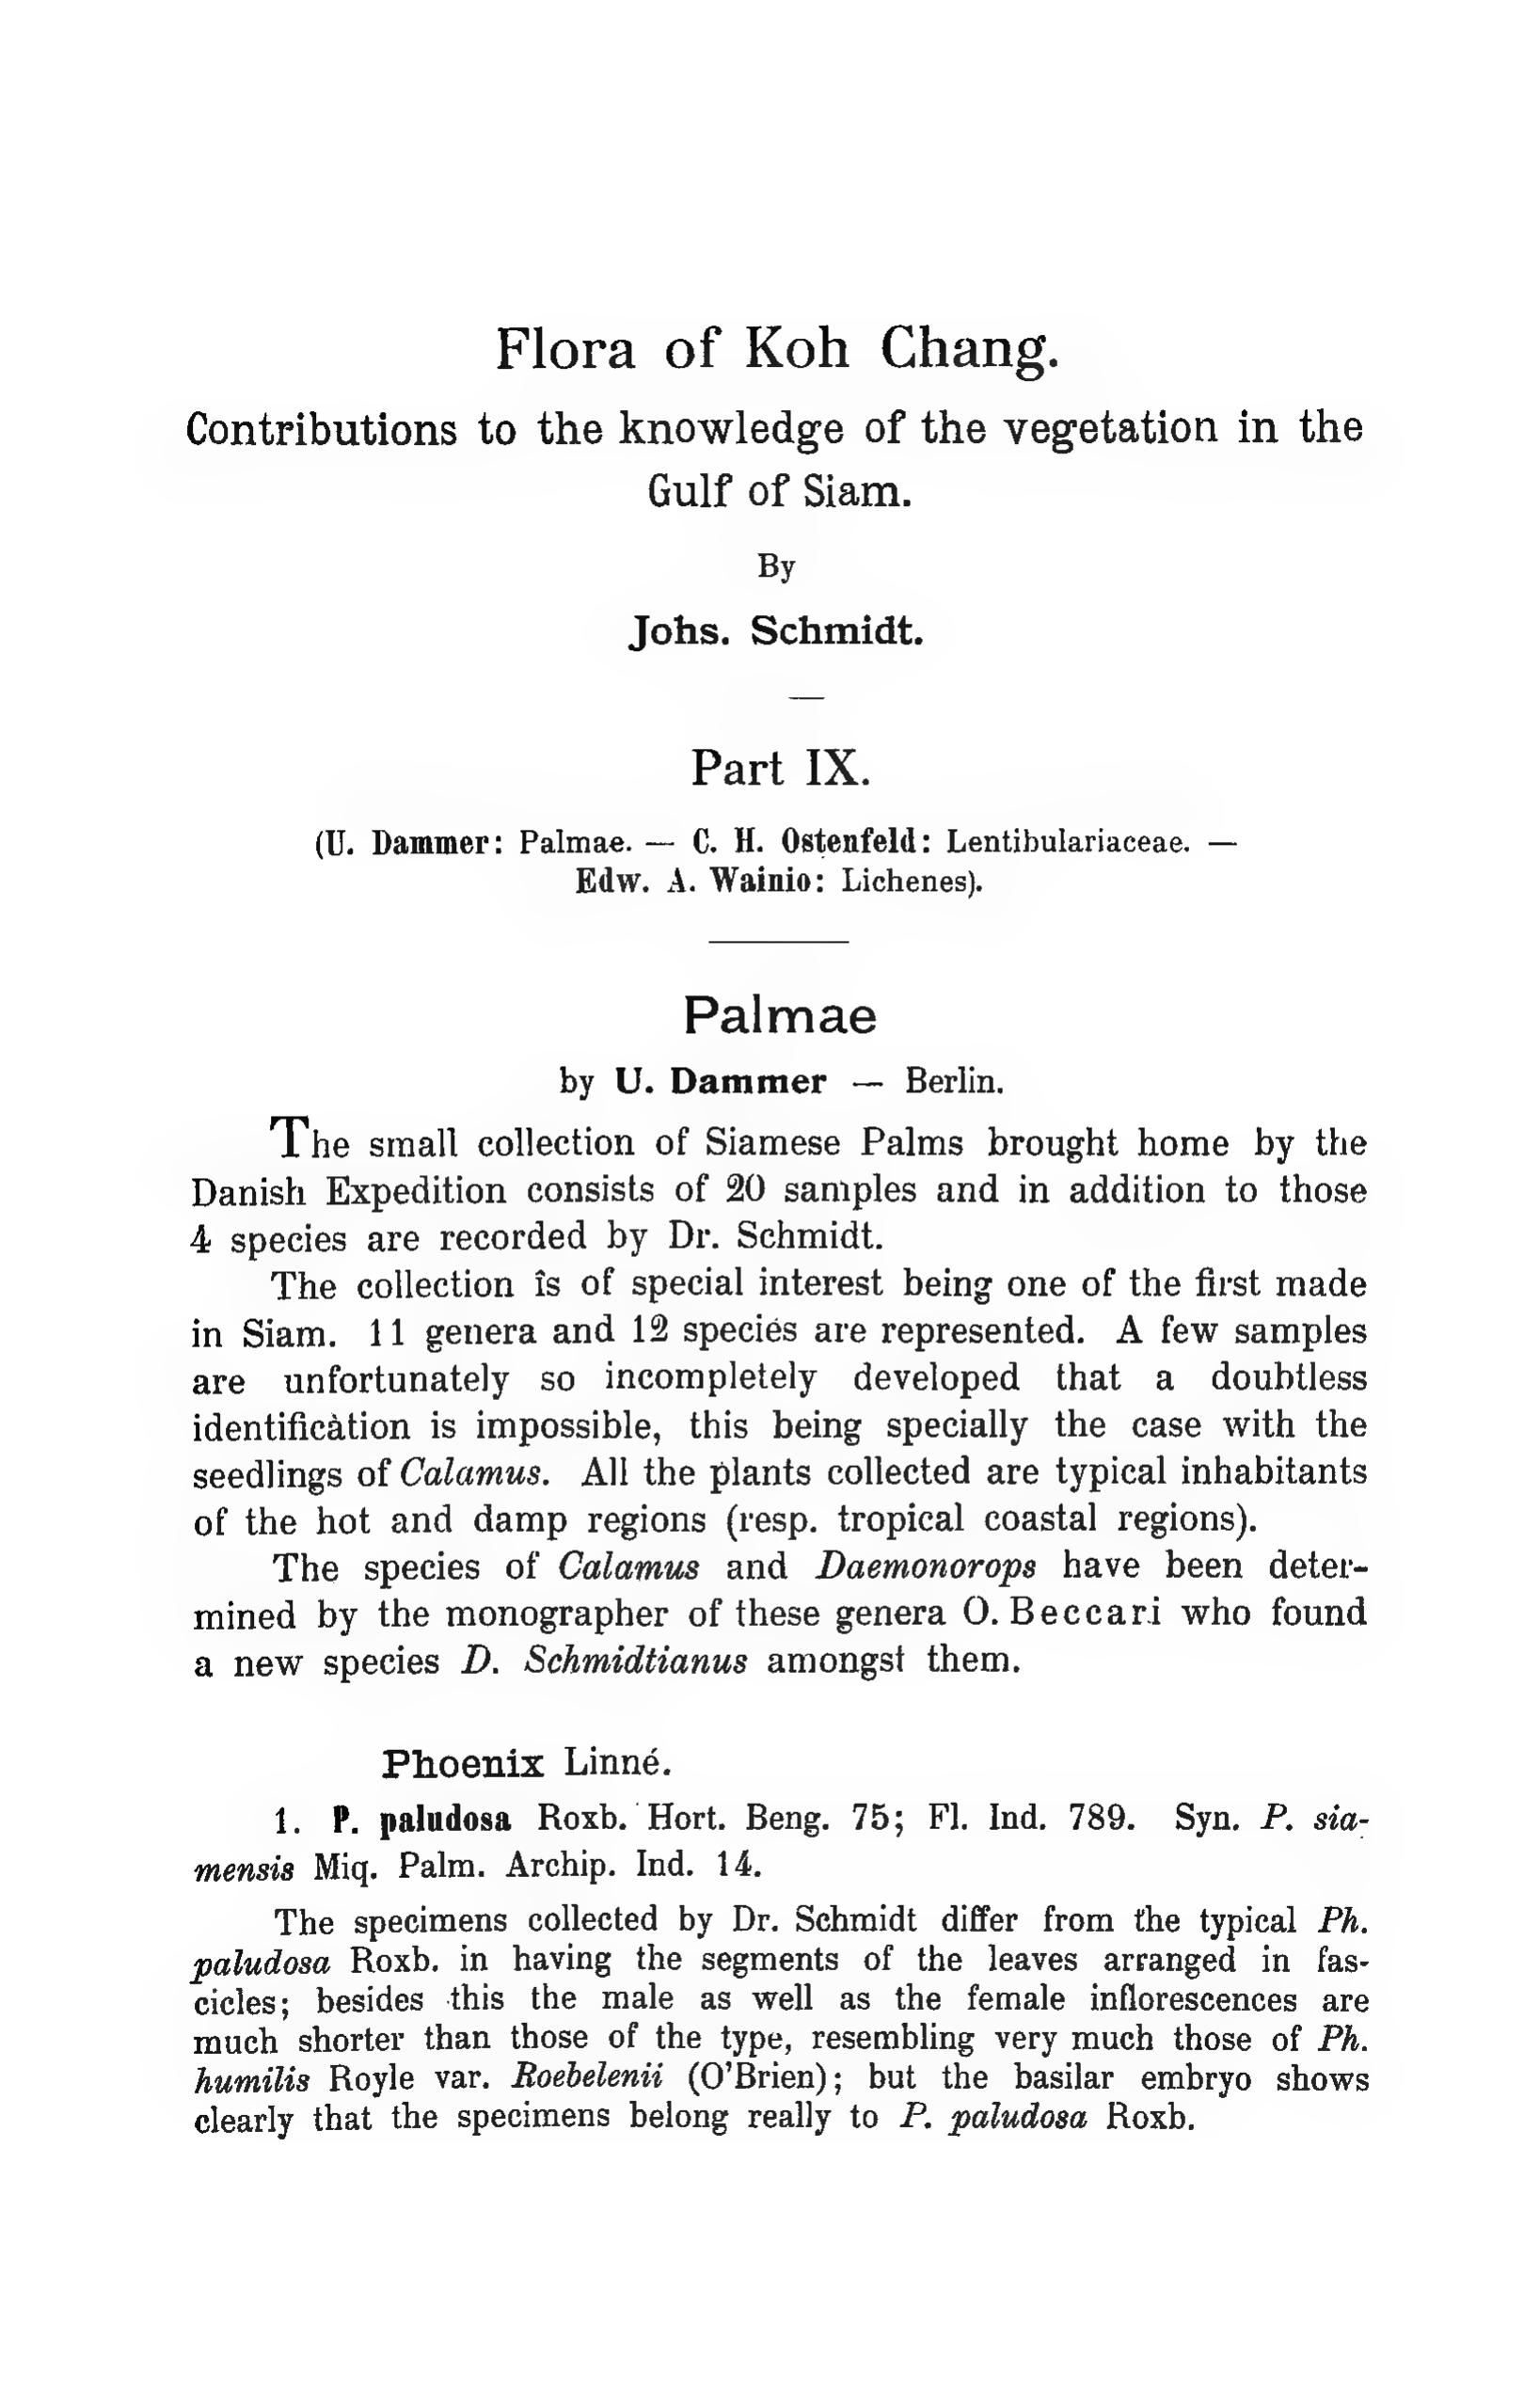 Flora of Koh Chang.
Contributions to the knowledge of the vegetation in the
Gulf of Siam.
By
Johs. Schmidt.
—
Part IX.
(U. Dammer: Palmae. — C. H. Ostenfeld: Lentibulariaceae. —
Edw. A. Wainio: Lichenes).
Palmae
by U. Dammer — Berlin.
The small collection of Siamese Palms brought home by the
Danish Expedition consists of 20 samples and in addition to those
4 species are recorded by Dr. Schmidt.
The collection is of special interest being one of the first made
in Siam. 11 genera and 12 species are represented. A few samples
are unfortunately so incompletely developed that a doubtless
identification is impossible, this being specially the case with the
seedlings of Calamus. All the plants collected are typical inhabitants
of the hot and damp regions (resp. tropical coastal regions).
The species of Calamus and Daemonorops have been deter-
mined by the monographer of these genera O. Beccari who found
a new species D. Schmidtianus amongst them.
Phoenix Linné.
1. P. paludosa Roxb. Hort. Beng. 75; Fl. Ind. 789. Syn. P. sia-
mensis Miq. Palm. Archip. Ind. 14.
The specimens collected by Dr. Schmidt differ from the typical Ph.
paludosa Roxb. in having the segments of the leaves arranged in fas-
cicles; besides this the male as well as the female inflorescences are
much shorter than those of the type, resembling very much those of Ph.
humilis Royle var. Roebelenii (O'Brien); but the basilar embryo shows
clearly that the specimens belong really to P. paludosa Roxb.